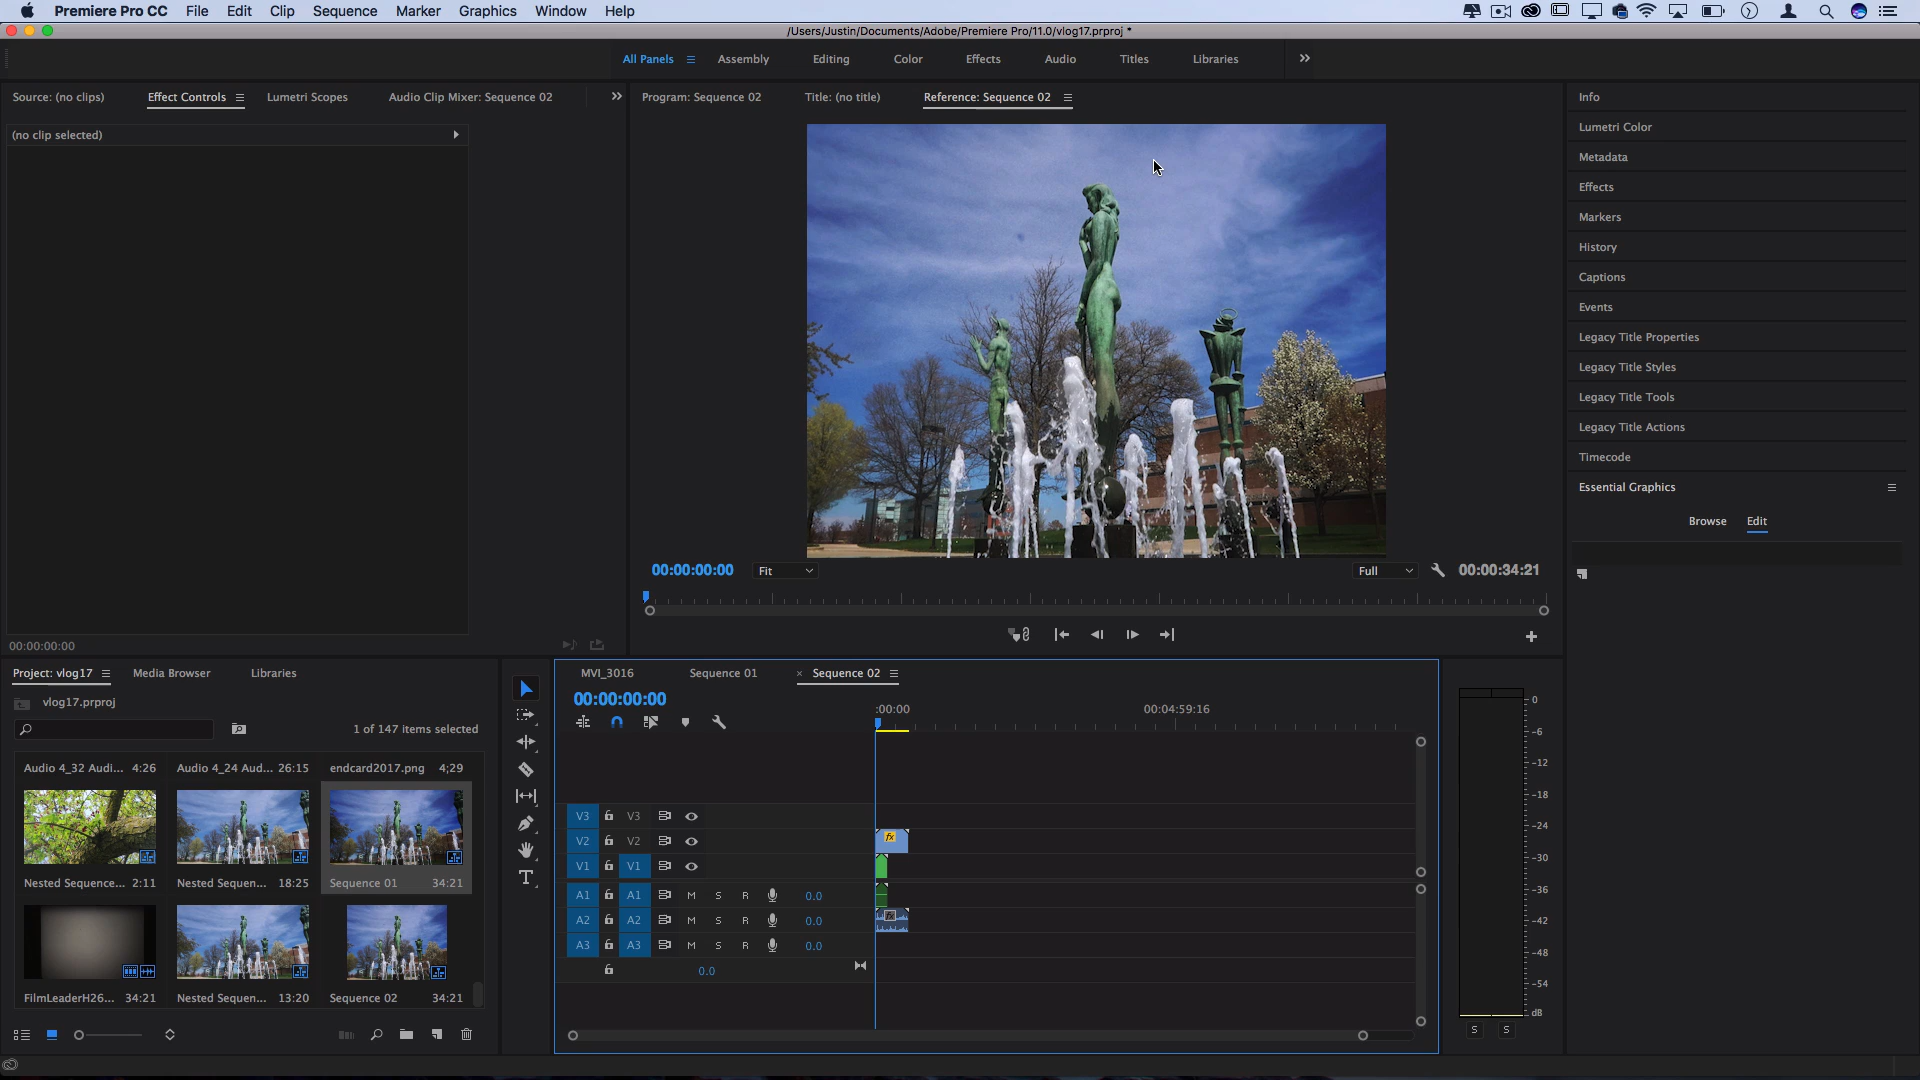 Premiere Pro CC File Edit Clip Sequence Marker Graphics Window Help
/Users/Justin/Documents/Adobe/Premiere Pro/11.0/vlog17.prproj *
All Panels Assembly Editing Color Effects Audio Titles Libraries
Source: (no clips) Effect Controls Lumetri Scopes Audio Clip Mixer: Sequence 02
Program: Sequence 02 Title: (no title) Reference: Sequence 02
(no clip selected)
00:00:00:00
00:00:00:00 Fit Full 00:00:34:21
Info
Lumetri Color
Metadata
Effects
Markers
History
Captions
Events
Legacy Title Properties
Legacy Title Styles
Legacy Title Tools
Legacy Title Actions
Timecode
Essential Graphics
Browse Edit
Project: vlog17 Media Browser Libraries
vlog17.prproj
1 of 147 items selected
Audio 4_32 Audi... 4:26 Audio 4_24 Aud... 26:15 endcard2017.png 4;29
Nested Sequence... 2:11 Nested Sequen... 18:25 Sequence 01 34:21
FilmLeaderH26... 34:21 Nested Sequen... 13:20 Sequence 02 34:21
T
MVI_3016 Sequence 01 × Sequence 02
00:00:00:00
:00:00 00:04:59:16
V3 V3
V2 V2 fx
V1 V1
A1 A1 M S R 0.0
A2 A2 M S R 0.0 fx
A3 A3 M S R 0.0
0.0
0
-6
-12
-18
-24
-30
-36
-42
-48
-54
dB
S S